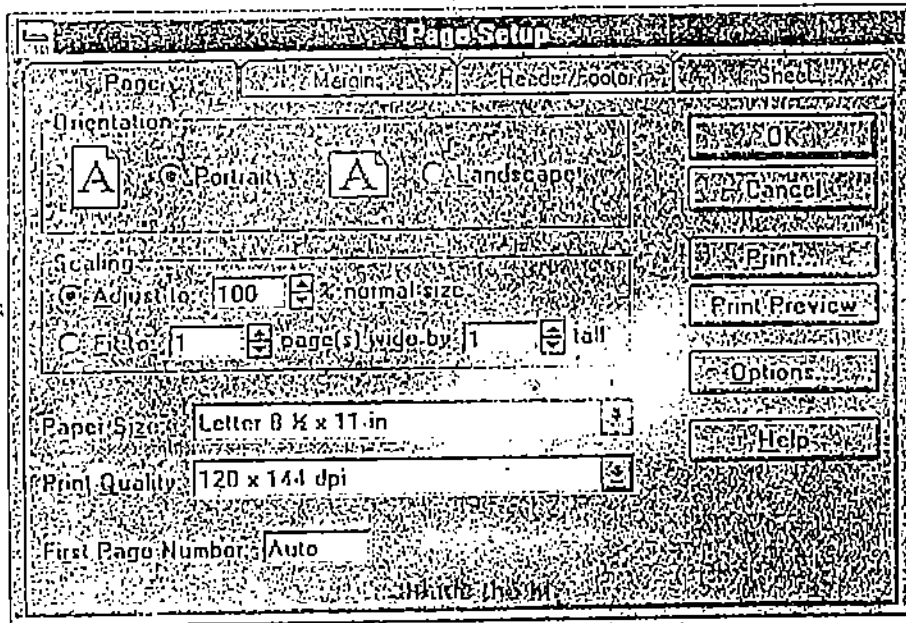 Page Setup
Page Margin Header/Footer Sheet
Orientation
A Portrait A Landscape
Scaling
Adjust to: 100 % normal size
Fit to: 1 page(s) wide by 1 tall
Paper Size: Letter 8 ½ x 11 in
Print Quality: 120 x 144 dpi
First Page Number: Auto
OK
Cancel
Print...
Print Preview
Options...
Help